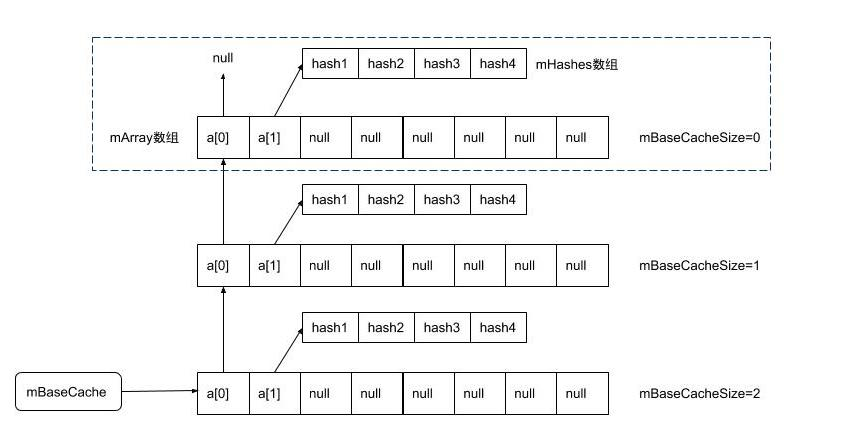 null
hash1 hash2 hash3 hash4 mHashes数组
mArray数组 a[0] a[1] null null null null null null mBaseCacheSize=0
hash1 hash2 hash3 hash4
a[0] a[1] null null null null null null mBaseCacheSize=1
hash1 hash2 hash3 hash4
mBaseCache a[0] a[1] null null null null null null mBaseCacheSize=2